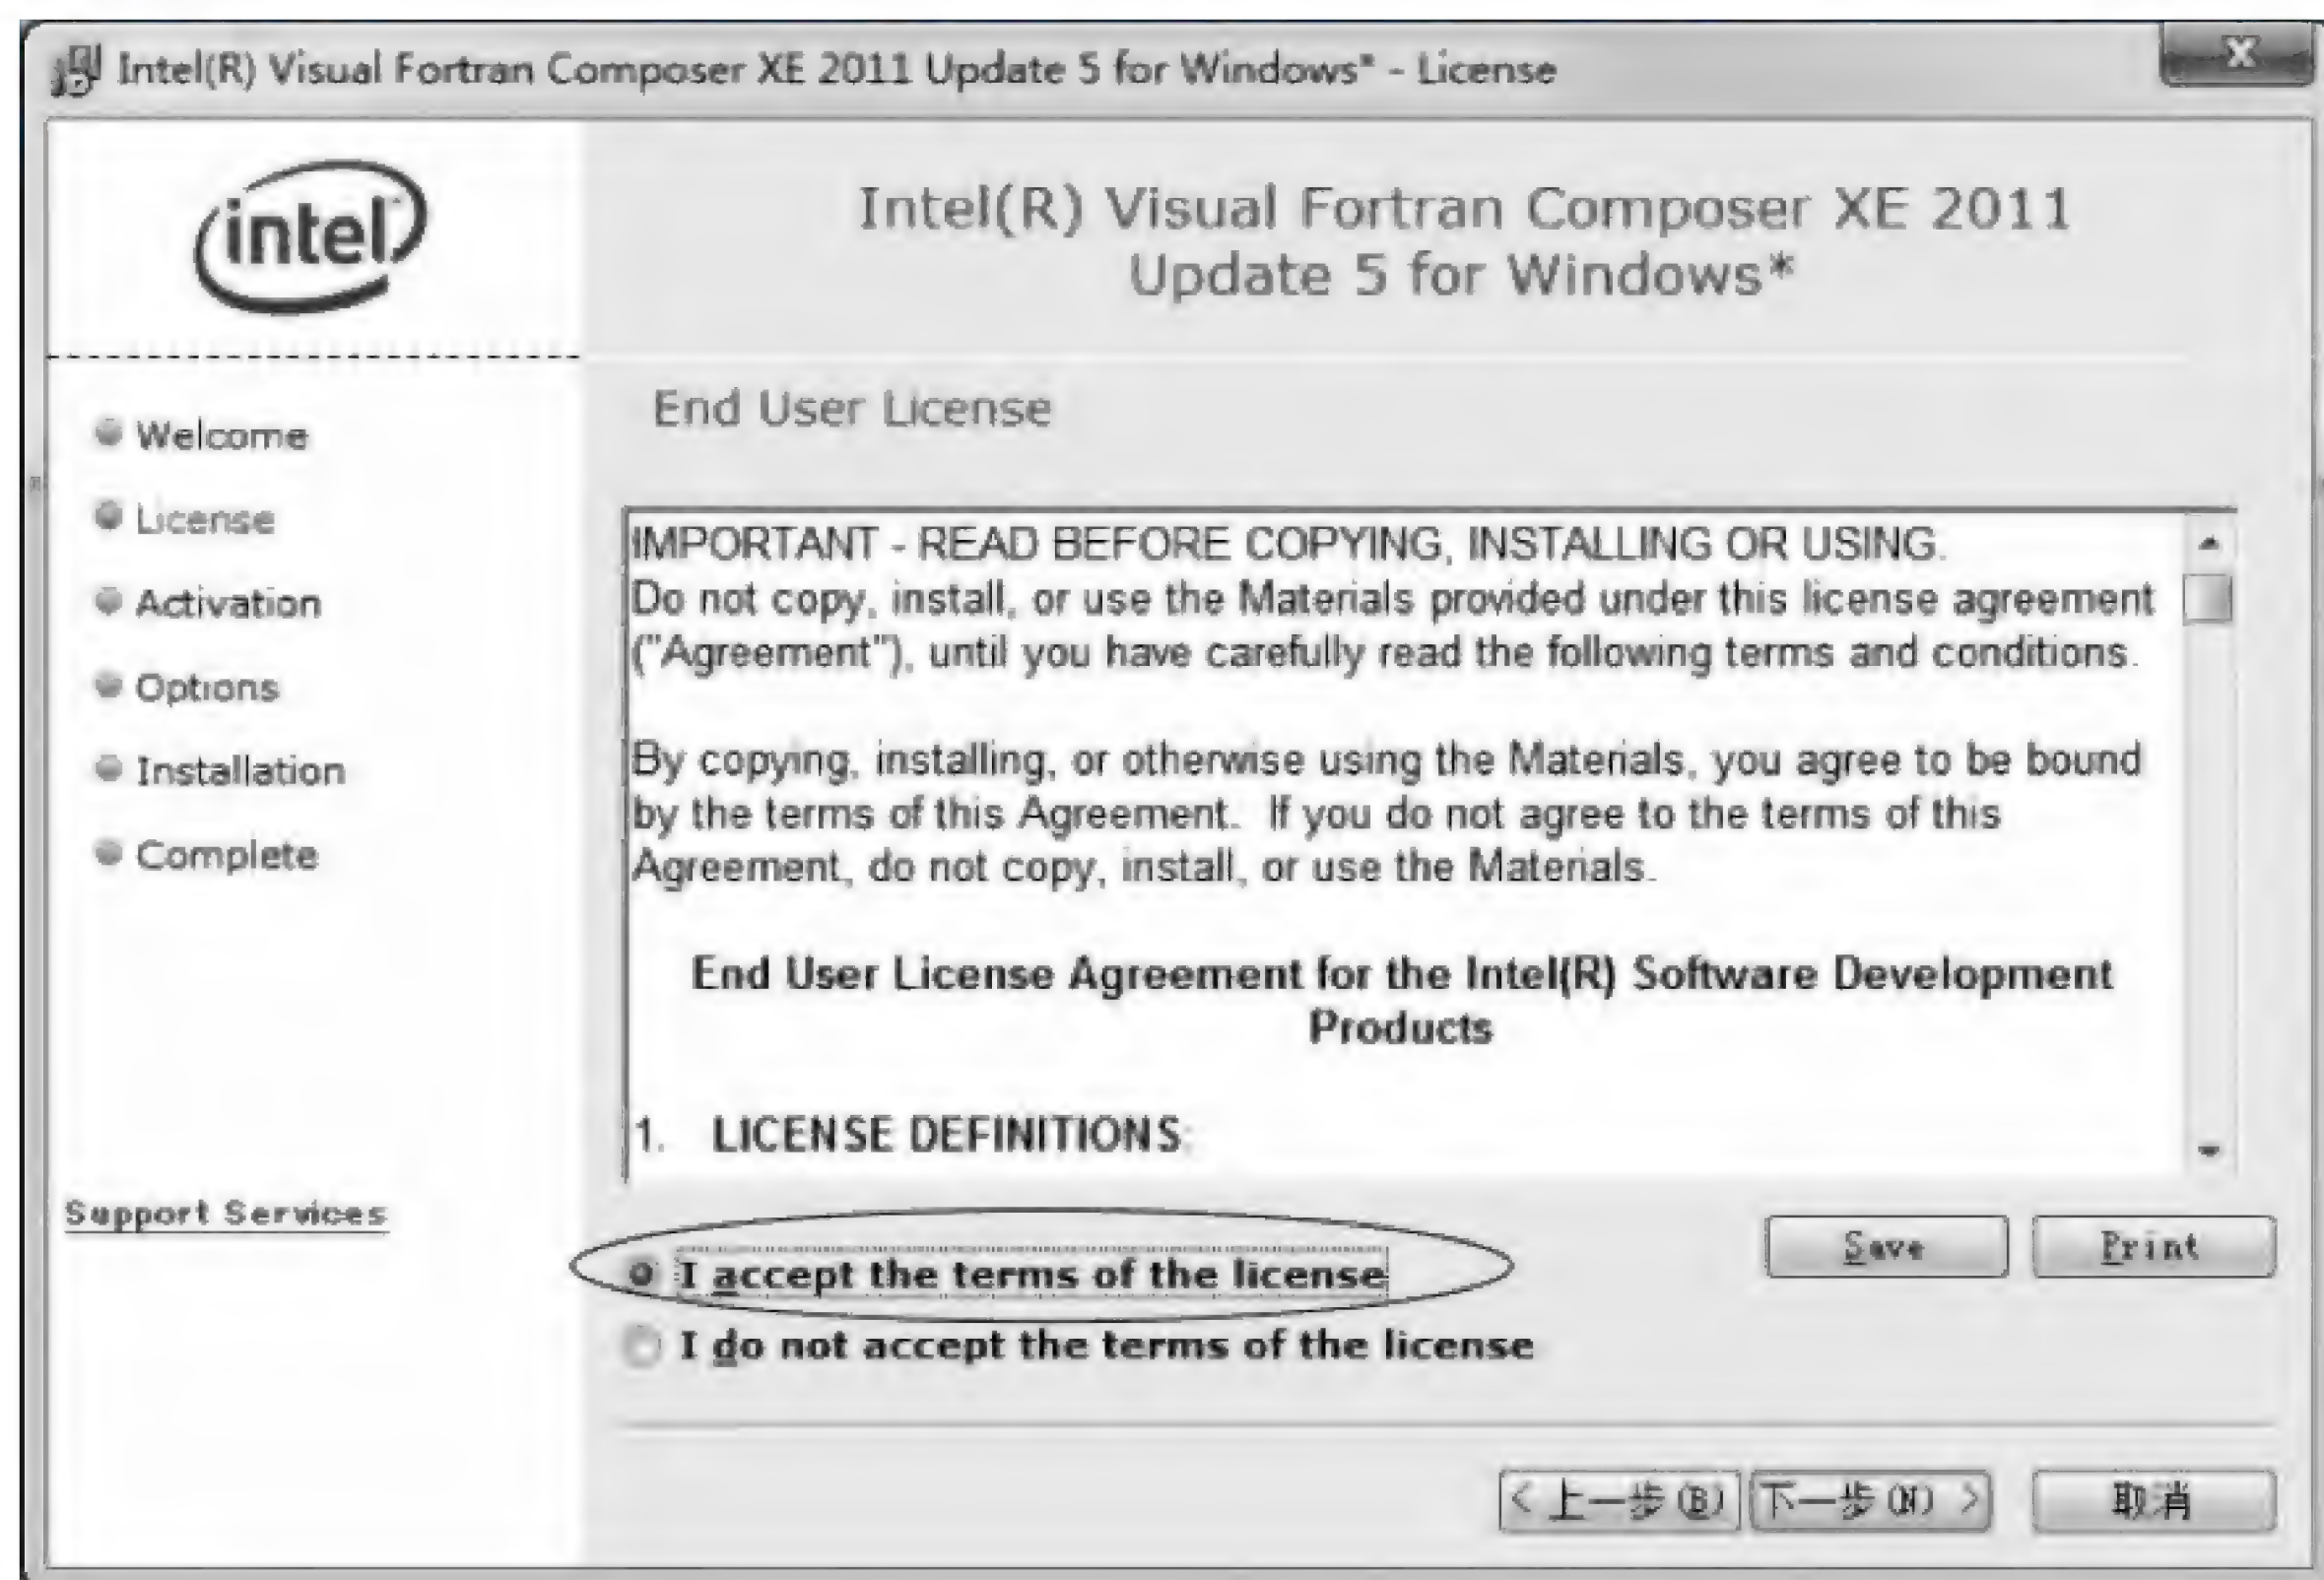 Intel(R) Visual Fortran Composer XE 2011 Update 5 for Windows* - License
x
intel
Intel(R) Visual Fortran Composer XE 2011
Update 5 for Windows*
Welcome
License
Activation
Options
Installation
Complete
Support Services
End User License
IMPORTANT - READ BEFORE COPYING, INSTALLING OR USING.
Do not copy, install, or use the Materials provided under this license agreement
("Agreement"), until you have carefully read the following terms and conditions.
By copying, installing, or otherwise using the Materials, you agree to be bound
by the terms of this Agreement. If you do not agree to the terms of this
Agreement, do not copy, install, or use the Materials.
End User License Agreement for the Intel(R) Software Development
Products
1. LICENSE DEFINITIONS:
I accept the terms of the license
I do not accept the terms of the license
Save
Print
< 上一步(B)
下一步(N) >
取消